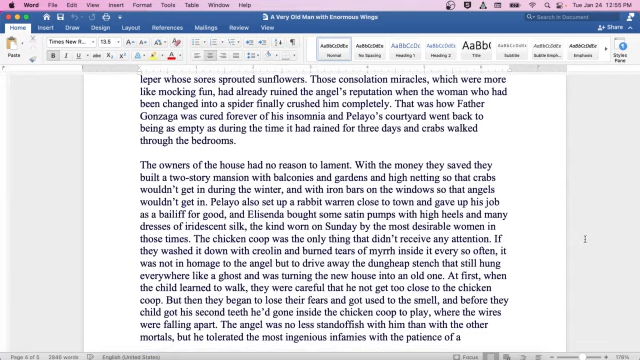 Word File Edit View Insert Format Tools Table Window Help Tue Jan 24 12:55 PM
A Very Old Man with Enormous Wings
Search in Document
Home Insert Draw Design Layout References Mailings Review View Share
Paste Times New R... 13.5 AaBbCcDdEe AaBbCcDdEe AaBbCcDc AaBbCcDdEe AaBb( AaBbCcDdEe AaBbCcDdEe Styles
Normal No Spacing Heading 1 Heading 2 Title Subtitle Emphasis Pane
leper whose sores sprouted sunflowers. Those consolation miracles, which were more
like mocking fun, had already ruined the angel’s reputation when the woman who had
been changed into a spider finally crushed him completely. That was how Father
Gonzaga was cured forever of his insomnia and Pelayo’s courtyard went back to
being as empty as during the time it had rained for three days and crabs walked
through the bedrooms.
The owners of the house had no reason to lament. With the money they saved they
built a two-story mansion with balconies and gardens and high netting so that crabs
wouldn’t get in during the winter, and with iron bars on the windows so that angels
wouldn’t get in. Pelayo also set up a rabbit warren close to town and gave up his job
as a bailiff for good, and Elisenda bought some satin pumps with high heels and many
dresses of iridescent silk, the kind worn on Sunday by the most desirable women in
those times. The chicken coop was the only thing that didn’t receive any attention. If
they washed it down with creolin and burned tears of myrrh inside it every so often, it
was not in homage to the angel but to drive away the dungheap stench that still hung
everywhere like a ghost and was turning the new house into an old one. At first, when
the child learned to walk, they were careful that he not get too close to the chicken
coop. But then they began to lose their fears and got used to the smell, and before they
child got his second teeth he’d gone inside the chicken coop to play, where the wires
were falling apart. The angel was no less standoffish with him than with the other
mortals, but he tolerated the most ingenious infamies with the patience of a
Page 4 of 5 2846 words 178%